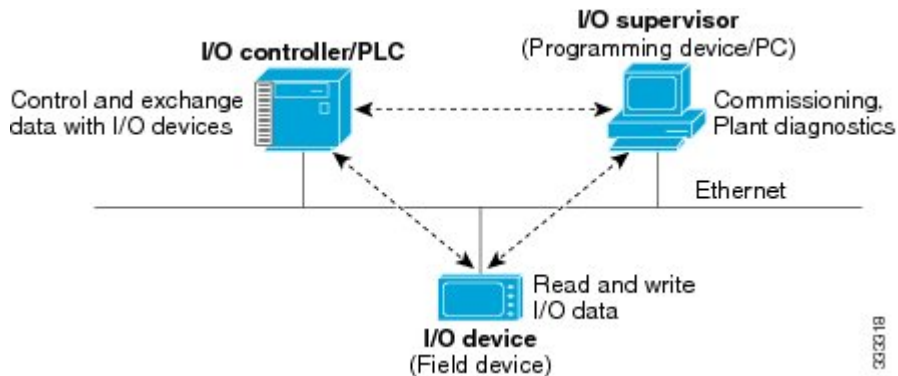 I/O supervisor
(Programming device/PC)
I/O controller/PLC
Control and exchange
data with I/O devices
Commissioning,
Plant diagnostics
Ethernet
Read and write
I/O data
I/O device
(Field device)
333318